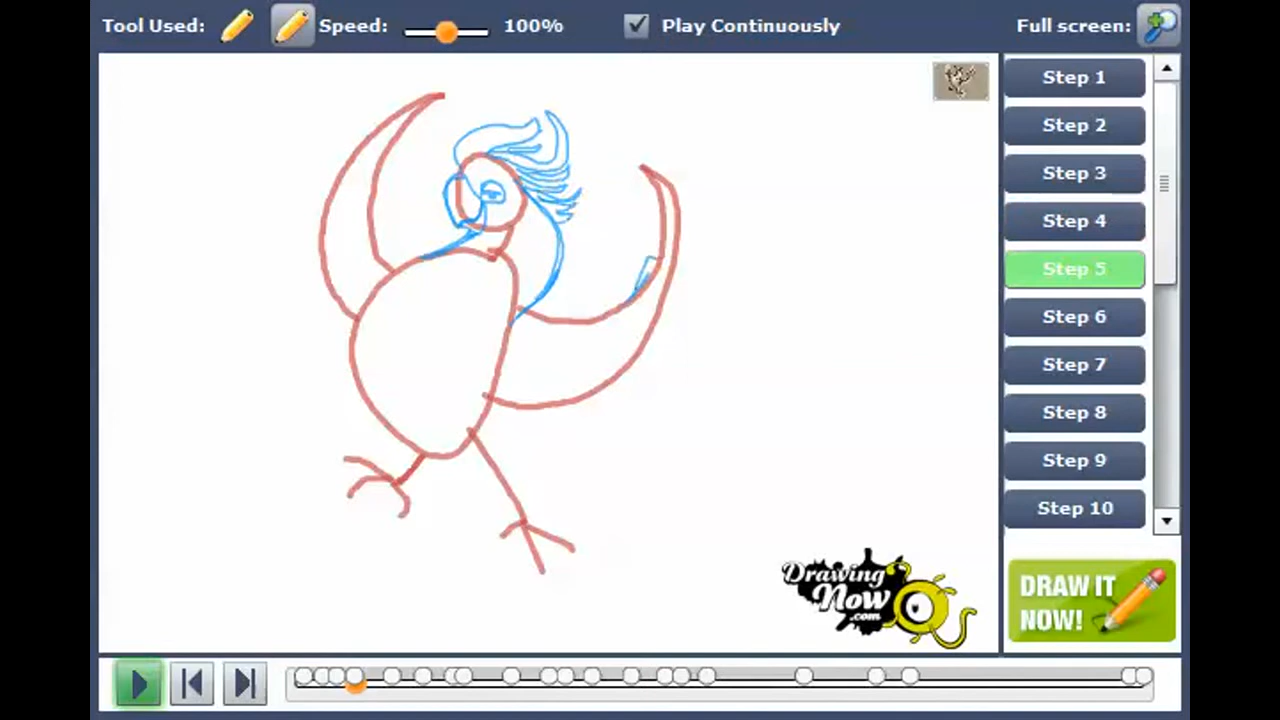 Tool Used:
Speed:
100%
Play Continuously
Full screen:
Step 1
Step 2
Step 3
Step 4
Step 5
Step 6
Step 7
Step 8
Step 9
Step 10
Drawing
Now
.com
DRAW IT
NOW!